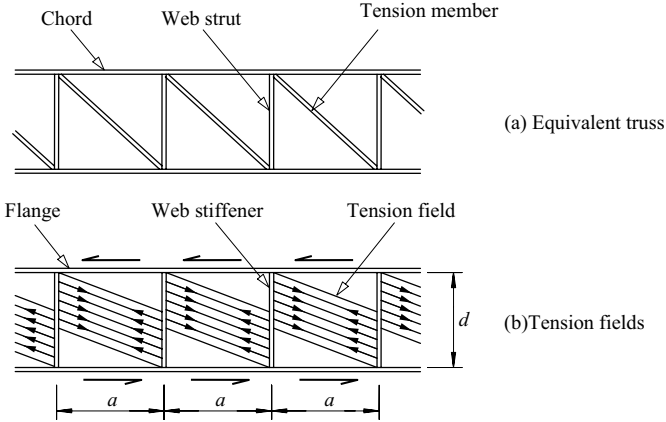 Chord
Web strut
Tension member
(a) Equivalent truss
Flange
Web stiffener
Tension field
d
(b)Tension fields
a
a
a